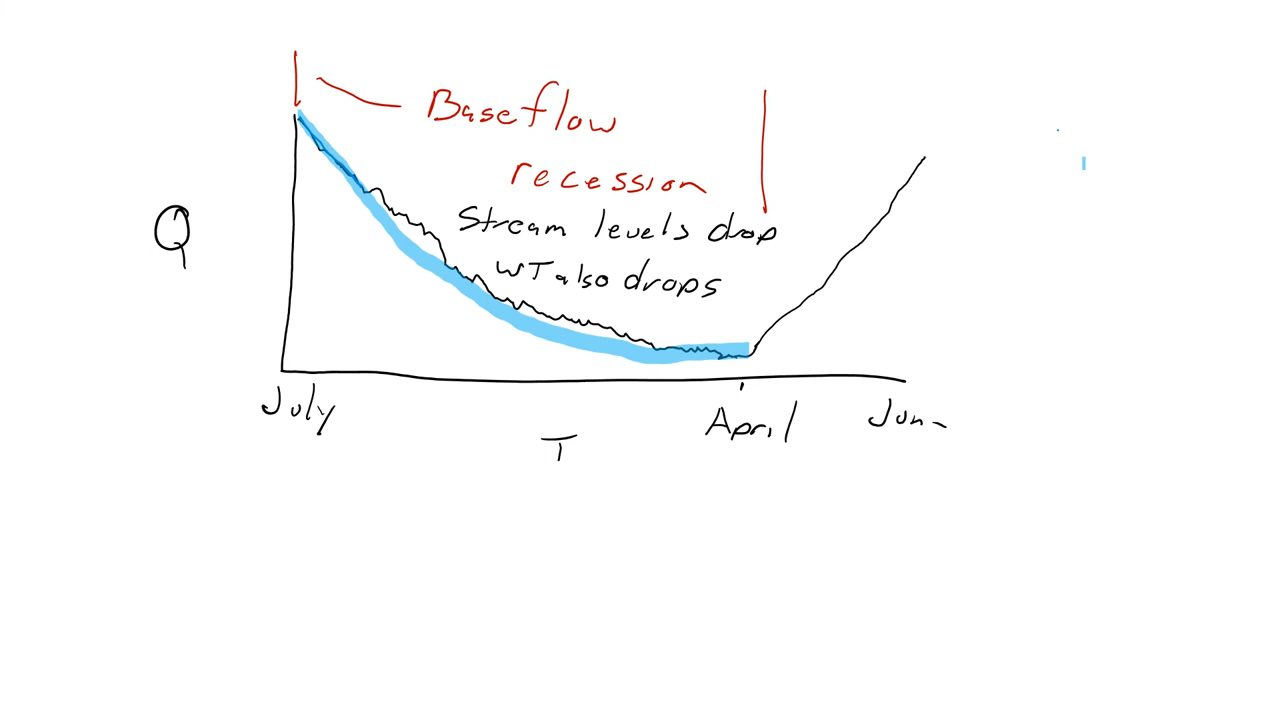 Baseflow
recession
Stream levels drop
WT also drops
Q
July
April
Jun
T